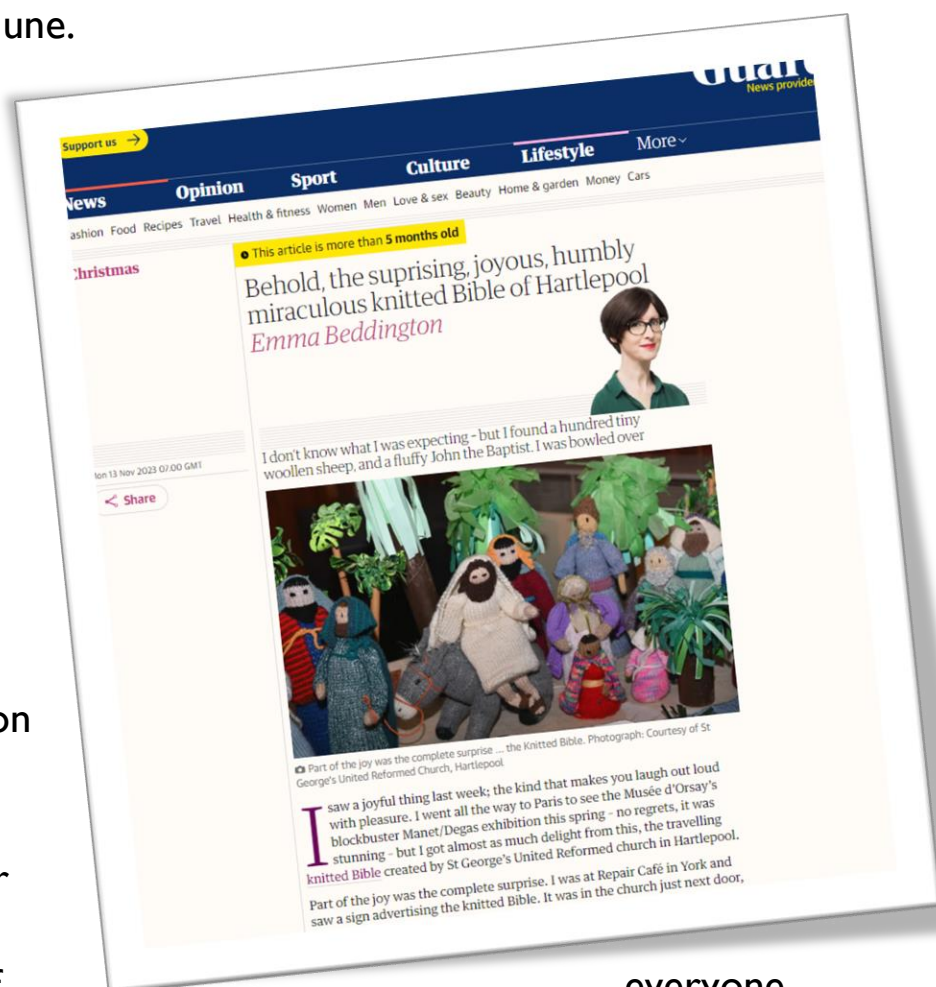 une.
Guar
News provide
Support us →
News Opinion Sport Culture Lifestyle More
ashion Food Recipes Travel Health & fitness Women Men Love & sex Beauty Home & garden Money Cars
This article is more than 5 months old
Christmas
Behold, the suprising, joyous, humbly
miraculous knitted Bible of Hartlepool
Emma Beddington
I don't know what I was expecting - but I found a hundred tiny
woollen sheep, and a fluffy John the Baptist. I was bowled over
on 13 Nov 2023 07.00 GMT
Share
Part of the joy was the complete surprise ... the Knitted Bible. Photograph: Courtesy of St
George's United Reformed Church, Hartlepool
I saw a joyful thing last week; the kind that makes you laugh out loud
with pleasure. I went all the way to Paris to see the Musée d'Orsay's
blockbuster Manet/Degas exhibition this spring - no regrets, it was
stunning - but I got almost as much delight from this, the travelling
knitted Bible created by St George's United Reformed church in Hartlepool.
Part of the joy was the complete surprise. I was at Repair Café in York and
saw a sign advertising the knitted Bible. It was in the church just next door,
on
r
everyone